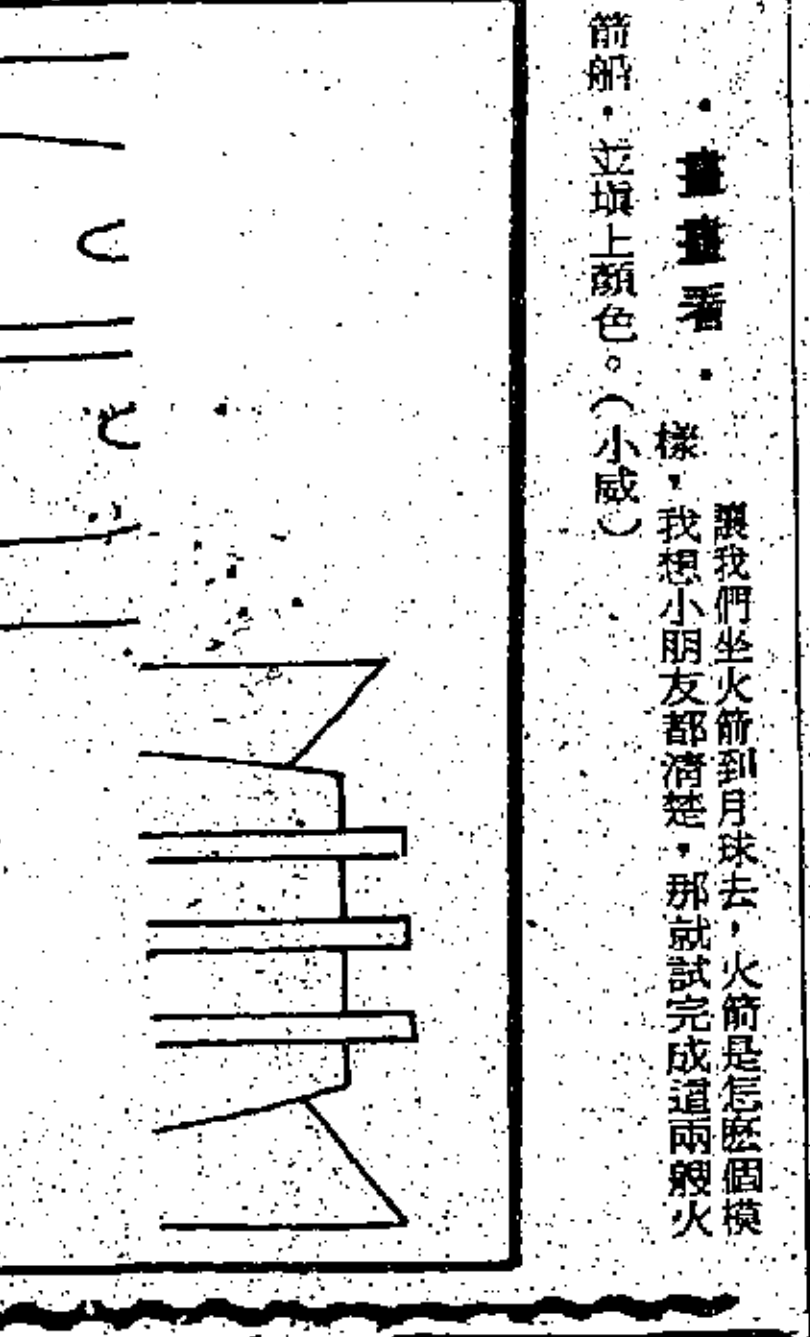 ・畫畫看・
讓我們坐火箭到月球去，火箭是怎麽個模
樣，我想小朋友都清楚，那就試完成這兩艘火
箭船，並塡上顏色。（小威）